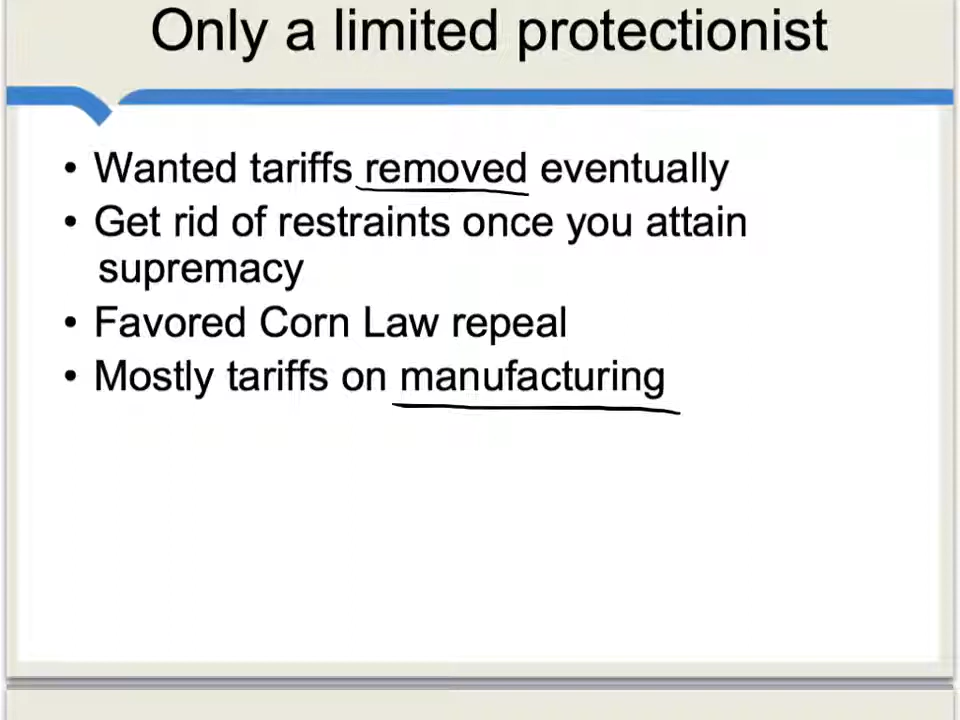 Only a limited protectionist
• Wanted tariffs removed eventually
• Get rid of restraints once you attain
supremacy
• Favored Corn Law repeal
• Mostly tariffs on manufacturing